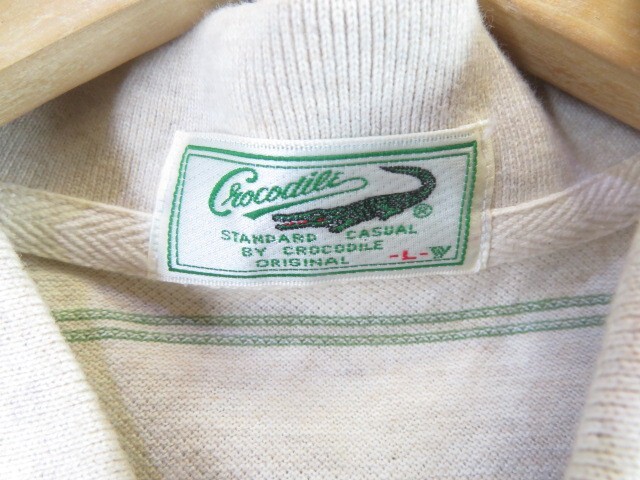 Crocodile
®
STANDARD CASUAL
BY CROCODILE
ORIGINAL -L-